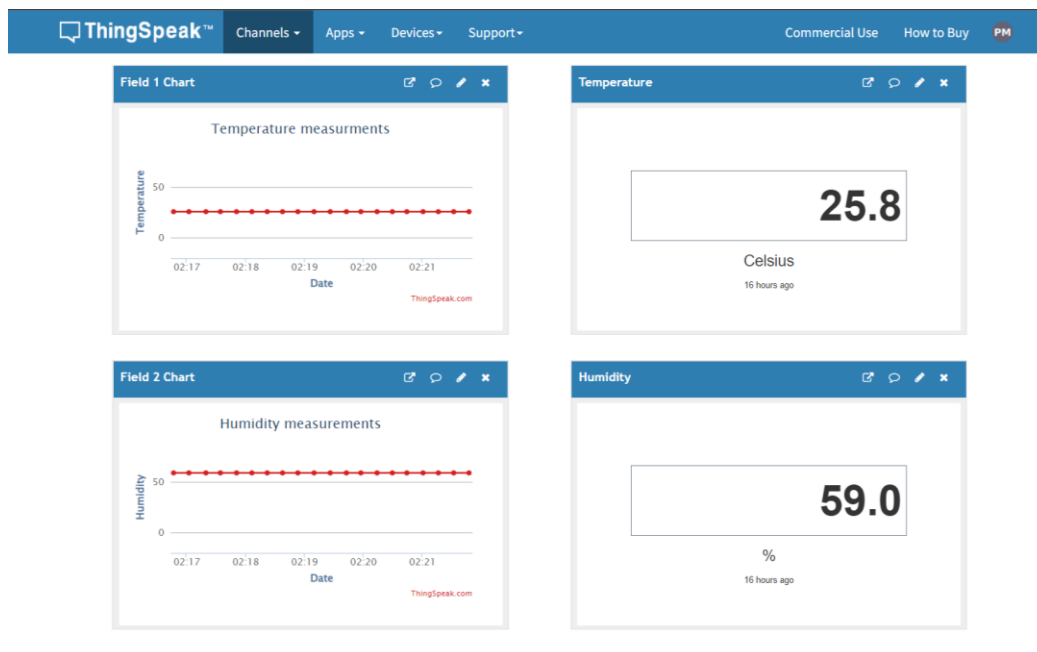 ThingSpeak™ Channels Apps Devices Support Commercial Use How to Buy PM
Field 1 Chart
Temperature measurments
Temperature
50
0
02:17 02:18 02:19 02:20 02:21
Date
ThingSpeak.com
Temperature
25.8
Celsius
16 hours ago
Field 2 Chart
Humidity measurements
Humidity
50
0
02:17 02:18 02:19 02:20 02:21
Date
ThingSpeak.com
Humidity
59.0
%
16 hours ago